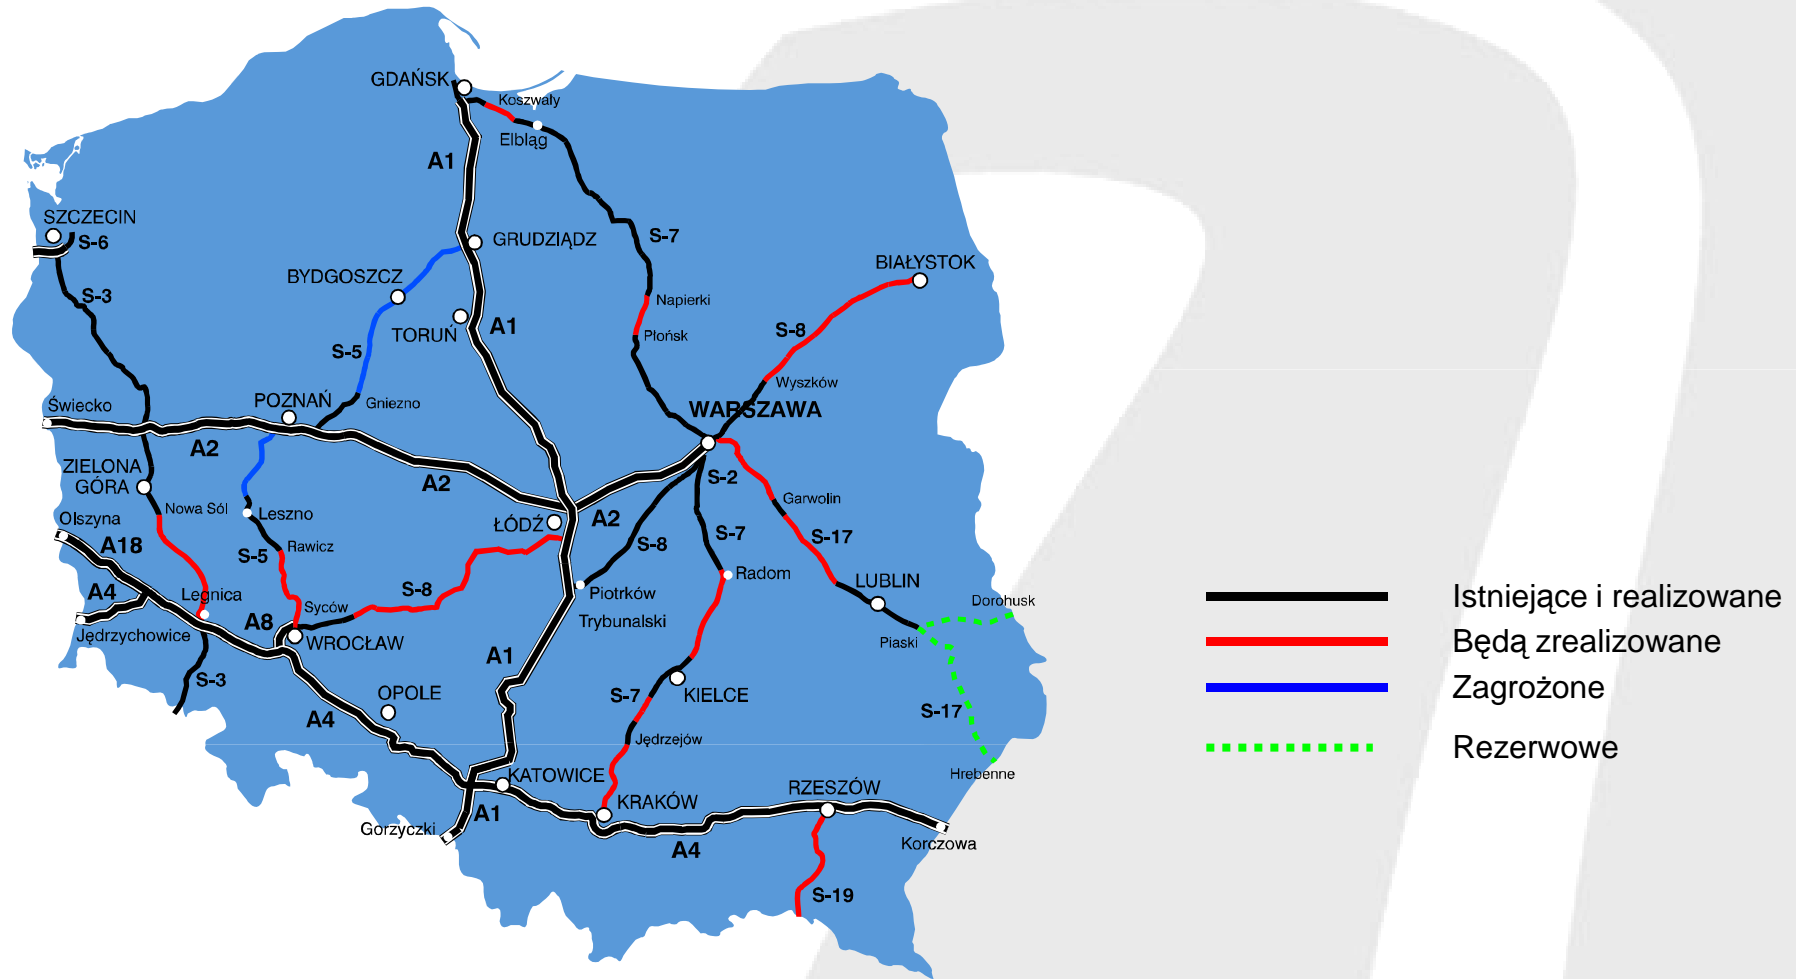 GDAŃSK
Koszwały
Elbląg
A1
SZCZECIN
S-6
GRUDZIĄDZ
S-7
BIAŁYSTOK
BYDGOSZCZ
S-3
Napierki
TORUŃ
A1
S-8
Płońsk
S-5
Wyszków
POZNAŃ
Gniezno
Świecko
WARSZAWA
A2
ZIELONA
GÓRA
A2
S-2
Garwolin
Nowa Sól
Leszno
Olszyna
ŁÓDŹ
A2
A18
S-5
Rawicz
S-8
S-7
S-17
Radom
LUBLIN
A4
Legnica
S-8
Piotrków
Trybunalski
Dorohusk
Syców
A8
Jędrzychowice
WROCŁAW
Piaski
A1
S-3
OPOLE
S-7
KIELCE
S-17
A4
Jędrzejów
Hrebenne
KATOWICE
RZESZÓW
KRAKÓW
A1
Gorzyczki
A4
Korczowa
S-19
Istniejące i realizowane
Będą zrealizowane
Zagrożone
Rezerwowe